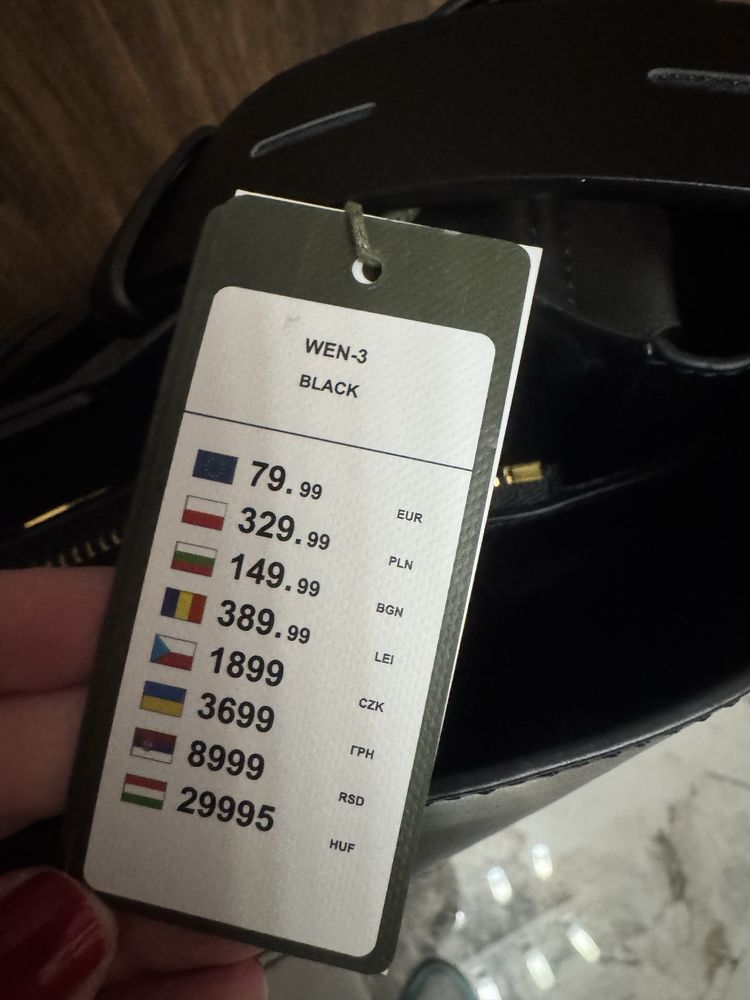 WEN-3
BLACK
79.99 EUR
329.99 PLN
149.99 BGN
389.99 LEI
1899 CZK
3699 ГРН
8999 RSD
29995 HUF